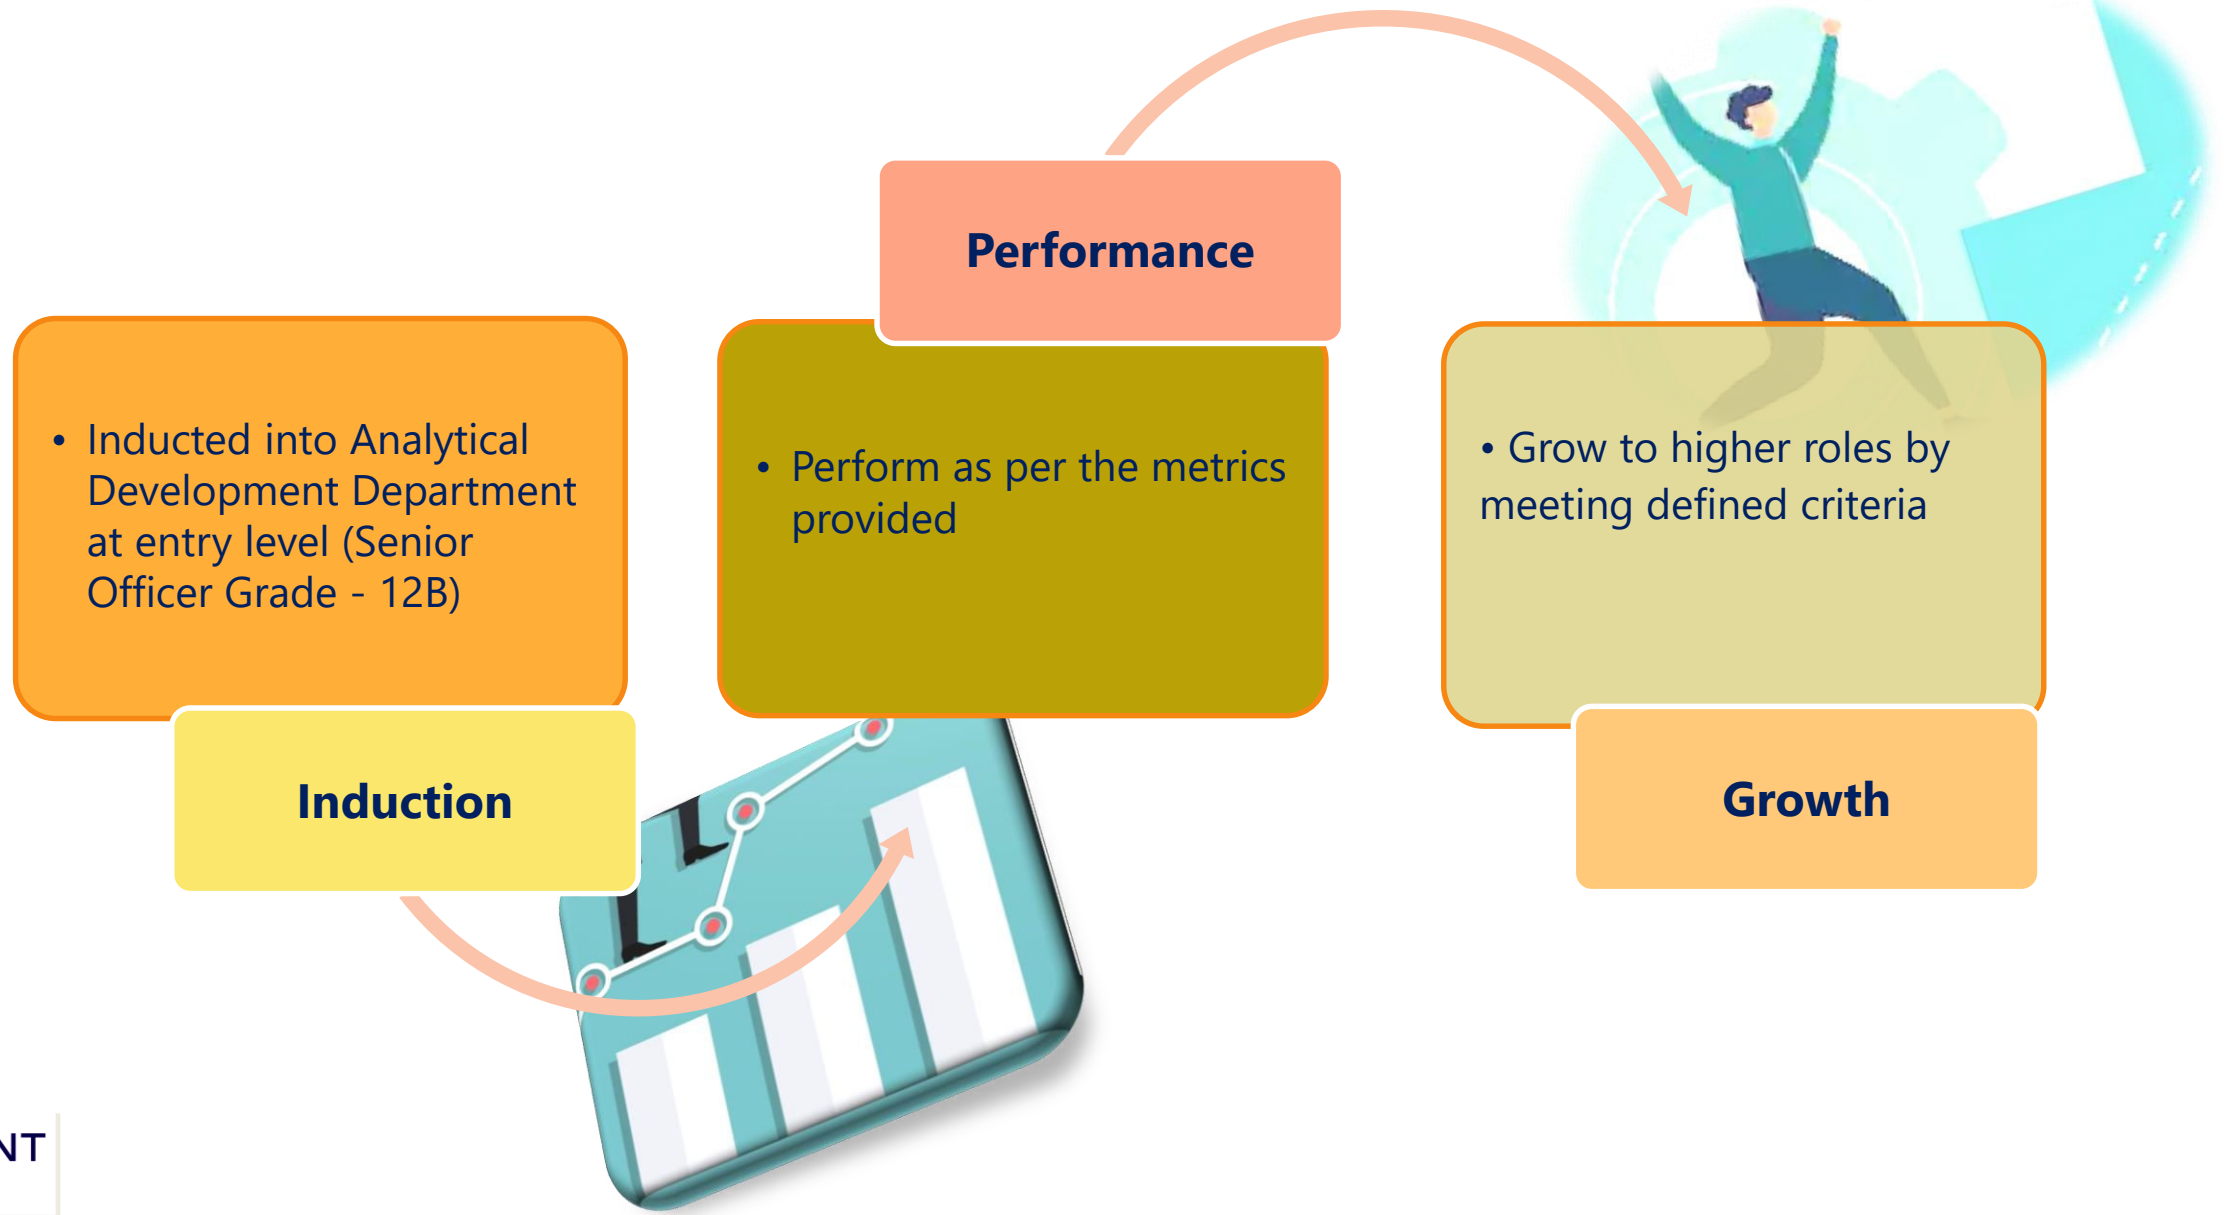 • Inducted into Analytical
Development Department
at entry level (Senior
Officer Grade - 12B)
Induction
Performance
• Perform as per the metrics
provided
• Grow to higher roles by
meeting defined criteria
Growth